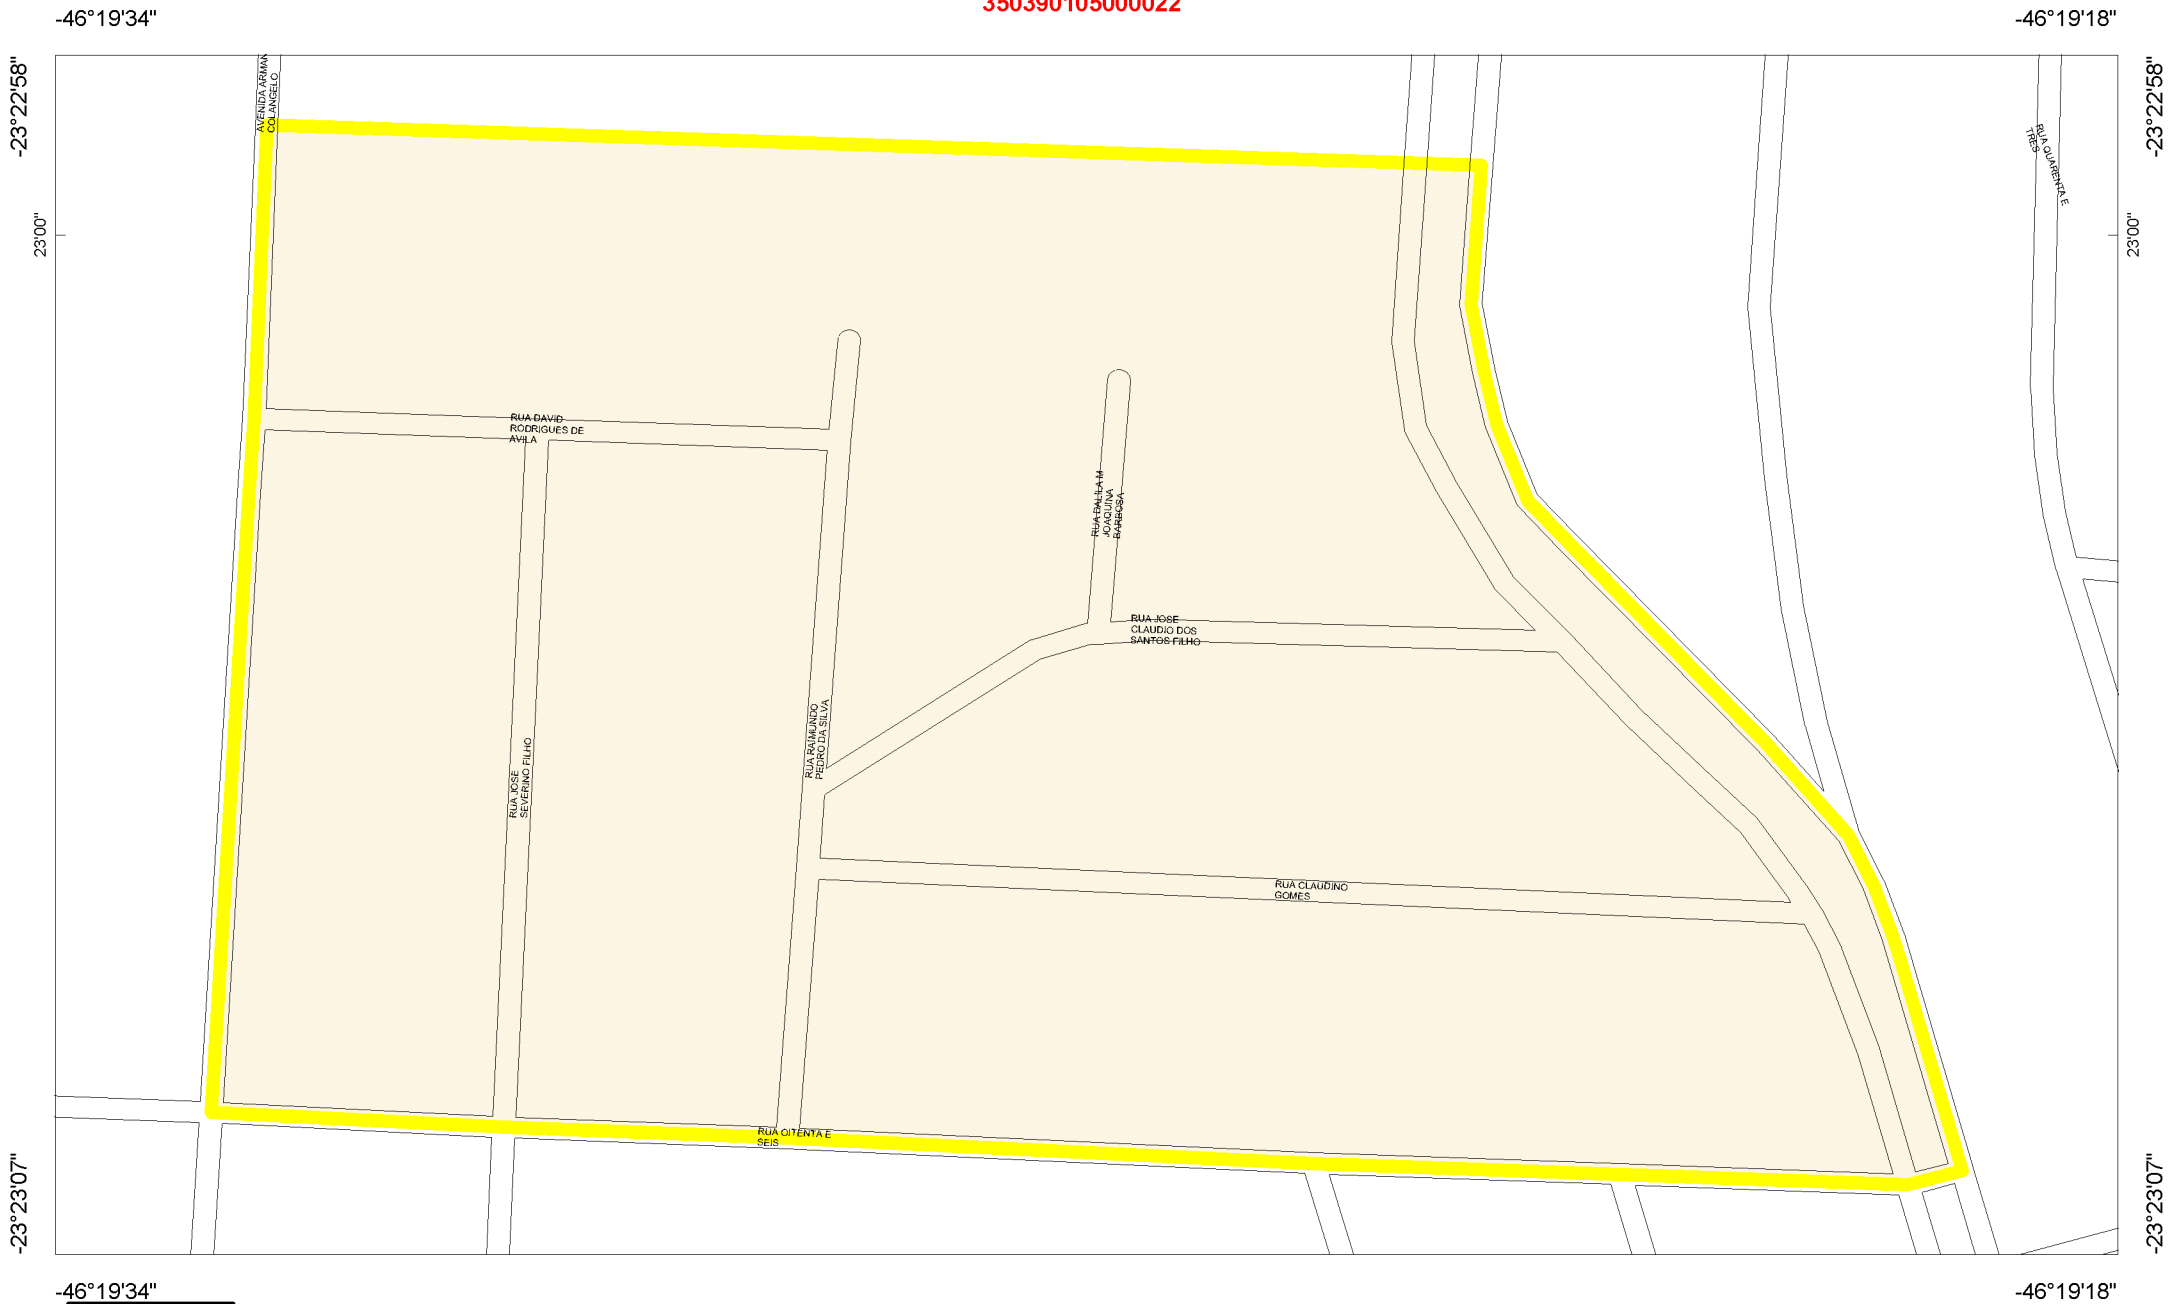 350390105000022
-46°19'34"
-46°19'18"
-23°22'58"
-23°22'58"
AVENIDA ARMAN
COLANGELO
RUA QUARENTA E
TRES
23'00"
23'00"
RUA DAVID
RODRIGUES DE
AVILA
RUA DALILA M
JOAQUINA
BARBOSA
RUA JOSE
CLAUDIO DOS
SANTOS FILHO
RUA RAIMUNDO
PEDRO DA SILVA
RUA JOSE
SEVERINO FILHO
RUA CLAUDINO
GOMES
RUA OITENTA E
SEIS
-23°23'07"
-23°23'07"
-46°19'34"
-46°19'18"